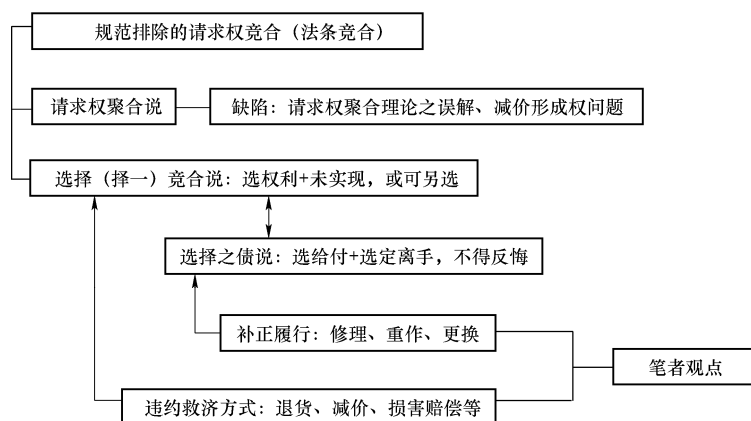 规范排除的请求权竞合（法条竞合）
请求权聚合说
缺陷：请求权聚合理论之误解、减价形成权问题
选择（择一）竞合说：选权利+未实现，或可另选
选择之债说：选给付+选定离手，不得反悔
补正履行：修理、重作、更换
笔者观点
违约救济方式：退货、减价、损害赔偿等